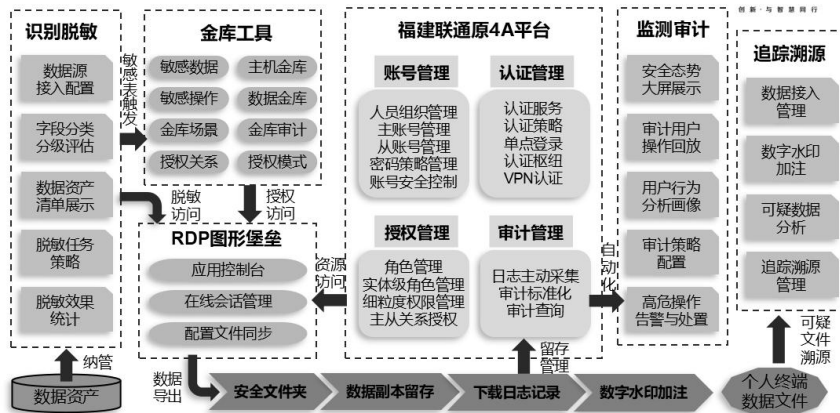 创新·与智慧同行
识别脱敏
数据源
接入配置
字段分类
分级评估
数据资产
清单展示
脱敏任务
策略
脱敏效果
统计
纳管
数据资产
敏感表触发
金库工具
敏感数据
主机金库
敏感操作
数据金库
金库场景
金库审计
授权关系
授权模式
脱敏
访问
授权
访问
RDP图形堡垒
应用控制台
在线会话管理
配置文件同步
资源
访问
福建联通原4A平台
账号管理
人员组织管理
主账号管理
从账号管理
密码策略管理
账号安全控制
认证管理
认证服务
认证策略
单点登录
认证枢纽
VPN认证
授权管理
角色管理
实体级角色管理
细粒度权限管理
主从关系授权
审计管理
日志主动采集
审计标准化
审计查询
自动化
留存
管理
监测审计
安全态势
大屏展示
审计用户
操作回放
用户行为
分析画像
审计策略
配置
高危操作
告警与处置
追踪溯源
数据接入
管理
数字水印
加注
可疑数据
分析
追踪溯源
管理
可疑
文件
溯源
数据
导出
安全文件夹
数据副本留存
下载日志记录
数字水印加注
个人终端
数据文件